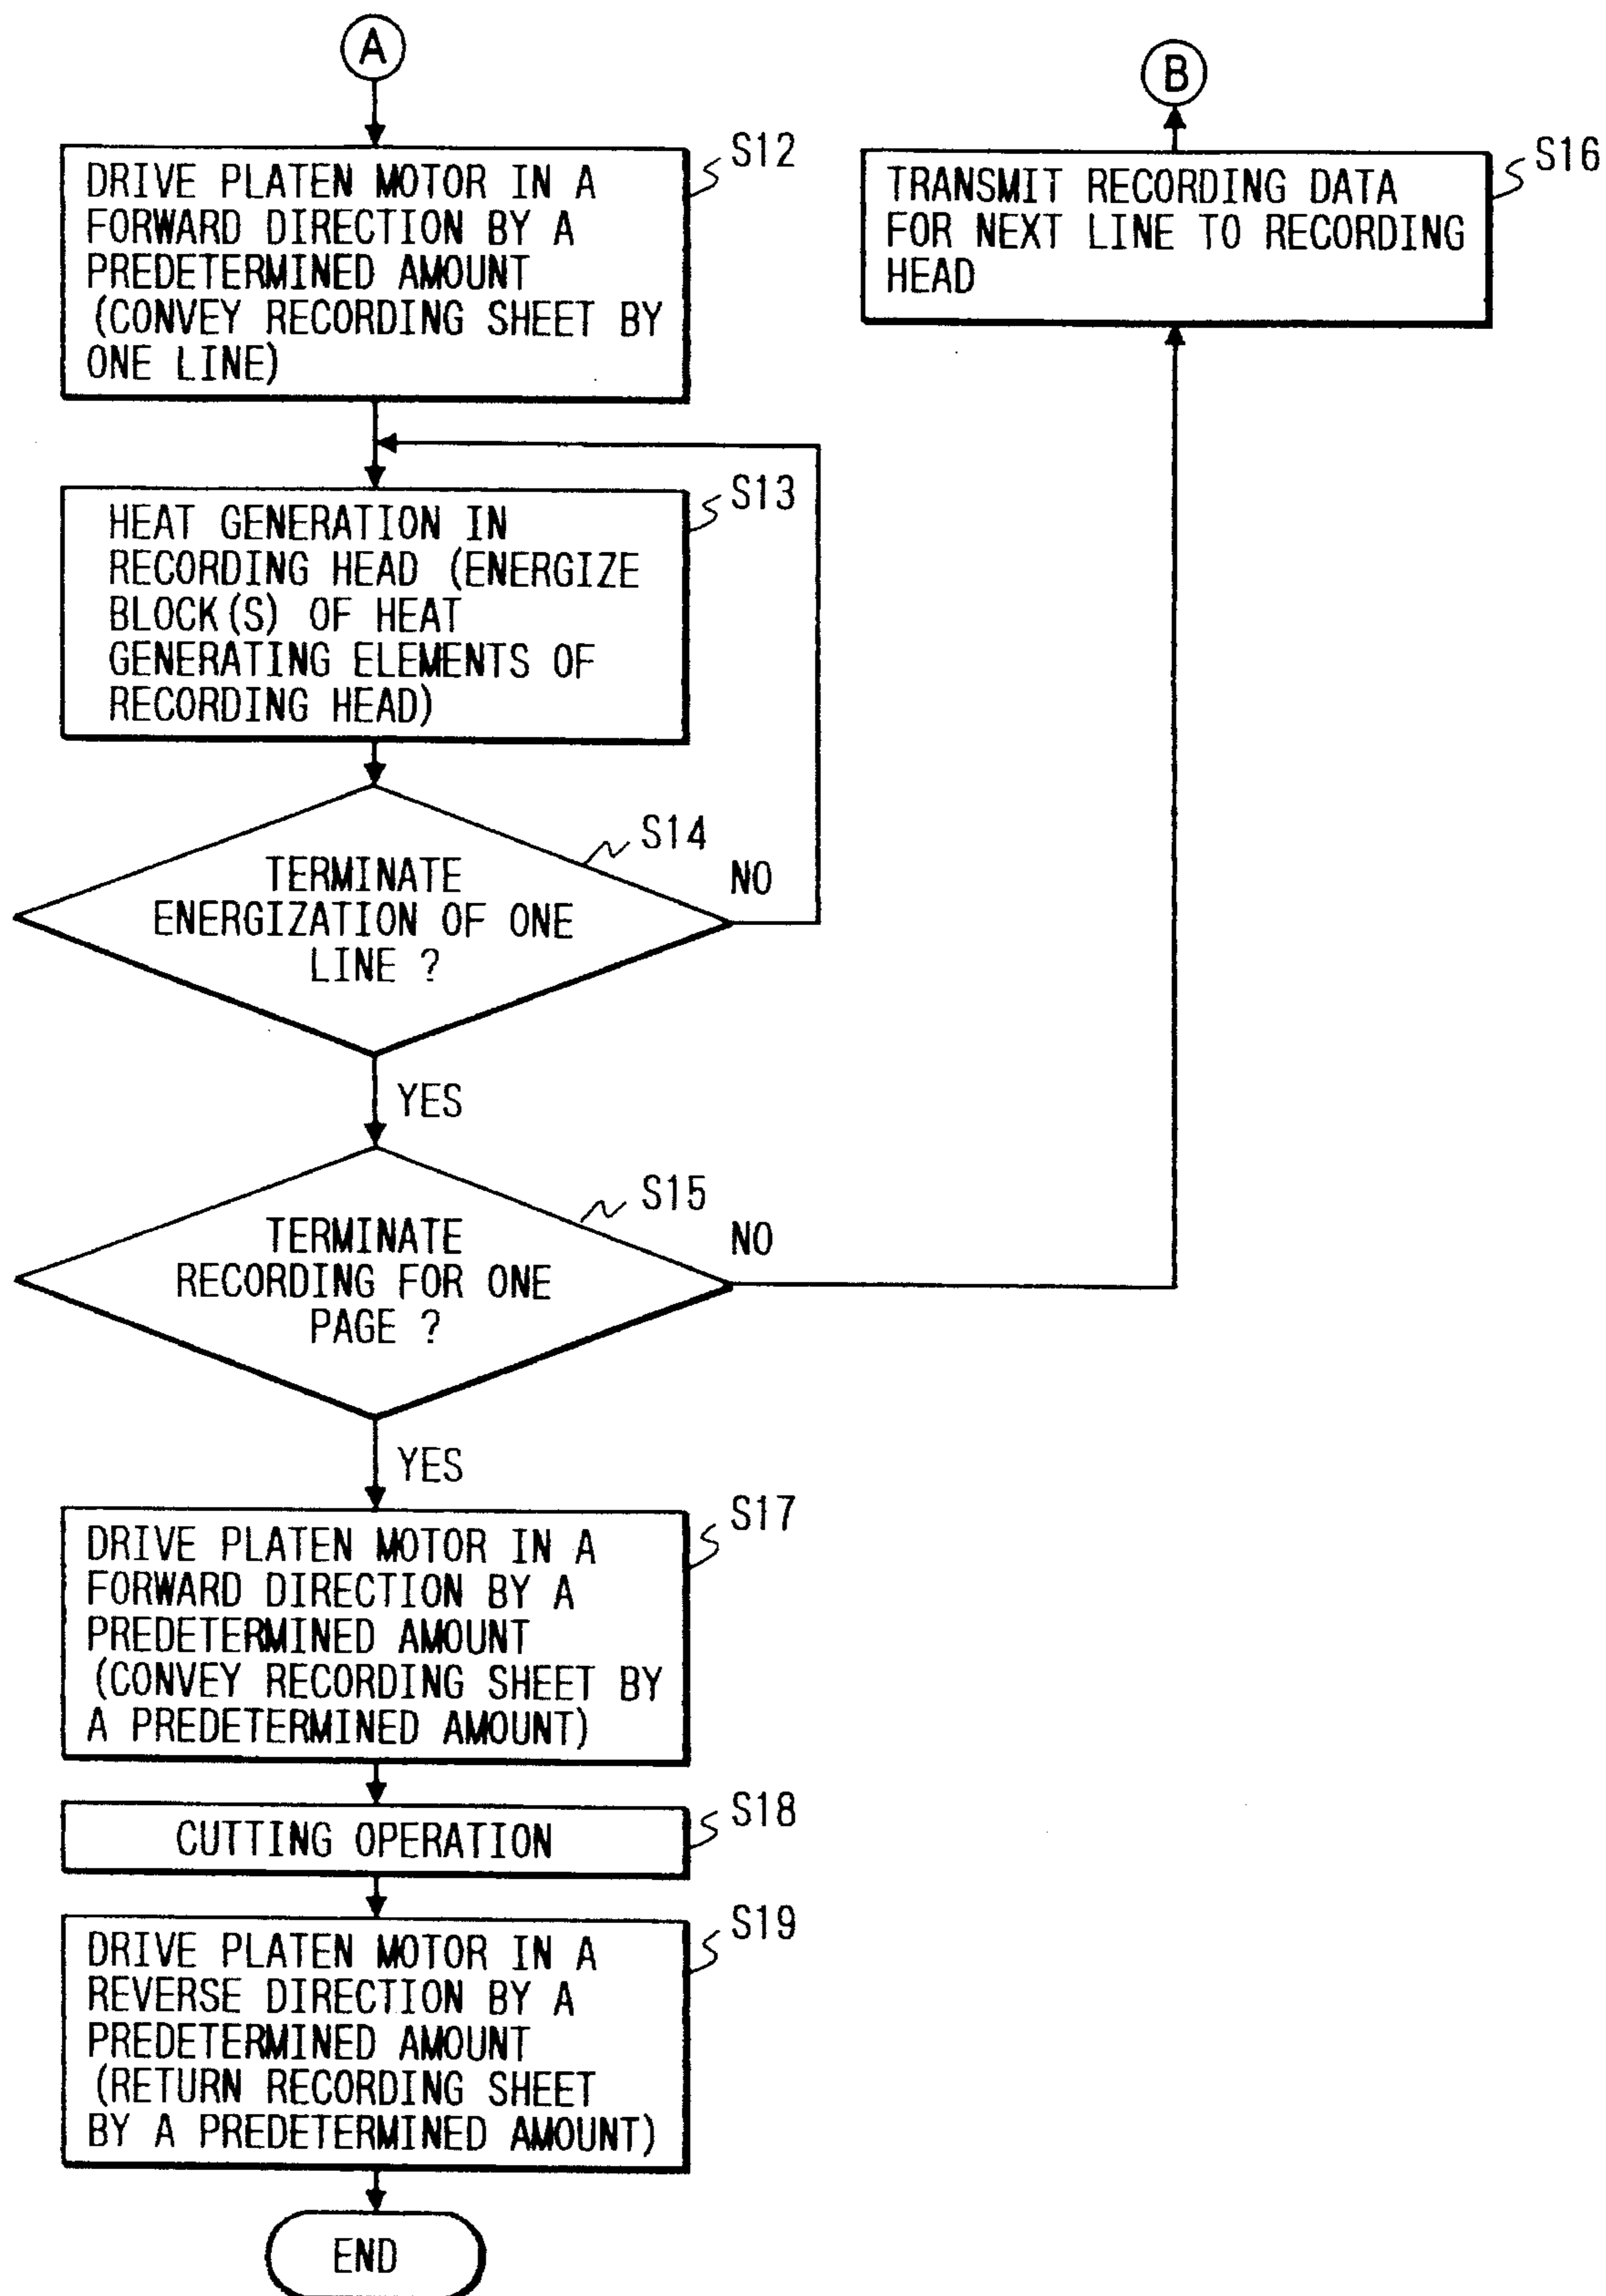 A
S12
DRIVE PLATEN MOTOR IN A
FORWARD DIRECTION BY A
PREDETERMINED AMOUNT
(CONVEY RECORDING SHEET BY
ONE LINE)
S13
HEAT GENERATION IN
RECORDING HEAD (ENERGIZE
BLOCK(S) OF HEAT
GENERATING ELEMENTS OF
RECORDING HEAD)
S14
NO
TERMINATE
ENERGIZATION OF ONE
LINE ?
YES
S15
NO
TERMINATE
RECORDING FOR ONE
PAGE ?
YES
S17
DRIVE PLATEN MOTOR IN A
FORWARD DIRECTION BY A
PREDETERMINED AMOUNT
(CONVEY RECORDING SHEET BY
A PREDETERMINED AMOUNT)
S18
CUTTING OPERATION
S19
DRIVE PLATEN MOTOR IN A
REVERSE DIRECTION BY A
PREDETERMINED AMOUNT
(RETURN RECORDING SHEET
BY A PREDETERMINED AMOUNT)
END
B
S16
TRANSMIT RECORDING DATA
FOR NEXT LINE TO RECORDING
HEAD